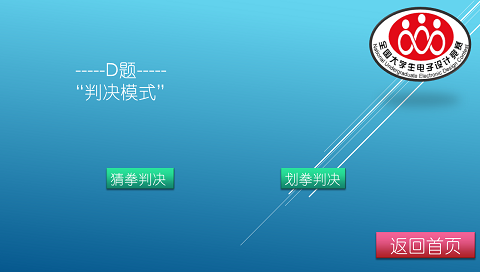 全国大学生电子设计竞赛
National Undergraduate Electronic Design Contest
-----D题-----
“判决模式”
猜拳判决
划拳判决
返回首页